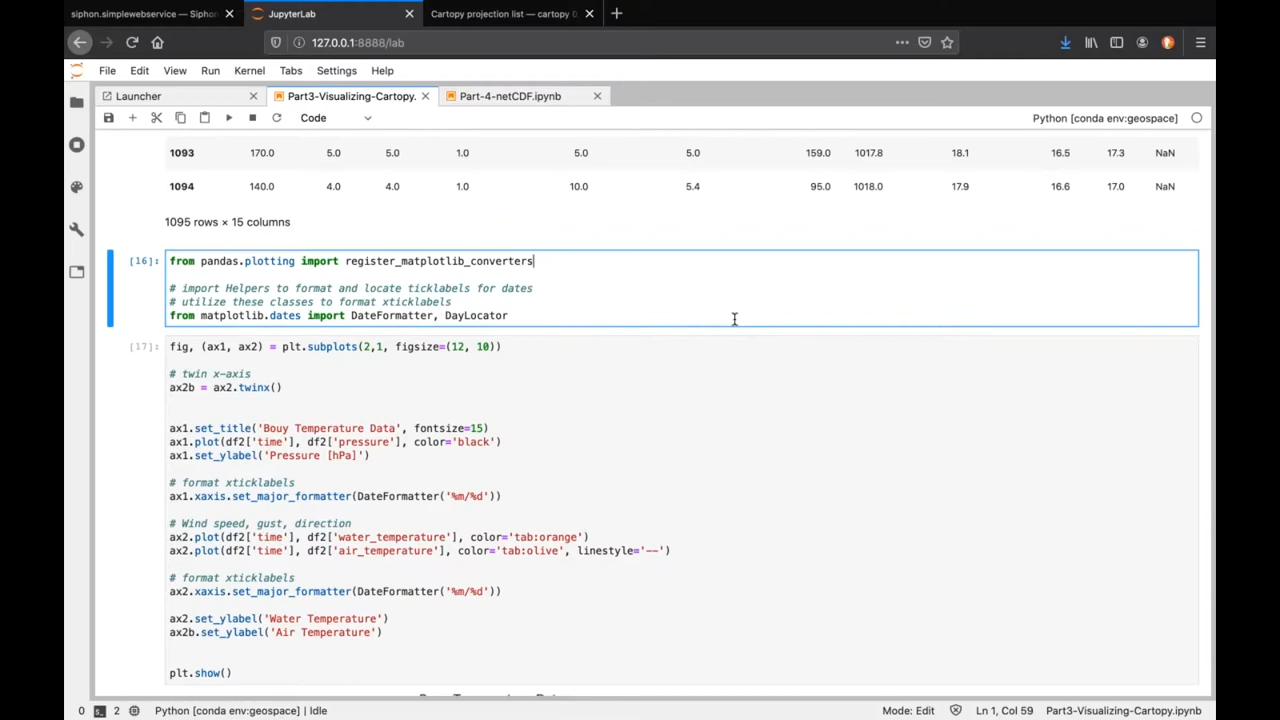 siphon.simplewebservice — Siphon
JupyterLab
Cartopy projection list — cartopy
127.0.0.1:8888/lab
File Edit View Run Kernel Tabs Settings Help
Launcher
Part3-Visualizing-Cartopy.
Part-4-netCDF.ipynb
Code
Python [conda env:geospace]
1093 170.0 5.0 5.0 1.0 5.0 5.0 159.0 1017.8 18.1 16.5 17.3 NaN
1094 140.0 4.0 4.0 1.0 10.0 5.4 95.0 1018.0 17.9 16.6 17.0 NaN
1095 rows × 15 columns
[16]: from pandas.plotting import register_matplotlib_converters
# import Helpers to format and locate ticklabels for dates
# utilize these classes to format xticklabels
from matplotlib.dates import DateFormatter, DayLocator
[17]: fig, (ax1, ax2) = plt.subplots(2,1, figsize=(12, 10))
# twin x-axis
ax2b = ax2.twinx()
ax1.set_title('Bouy Temperature Data', fontsize=15)
ax1.plot(df2['time'], df2['pressure'], color='black')
ax1.set_ylabel('Pressure [hPa]')
# format xticklabels
ax1.xaxis.set_major_formatter(DateFormatter('%m/%d'))
# Wind speed, gust, direction
ax2.plot(df2['time'], df2['water_temperature'], color='tab:orange')
ax2.plot(df2['time'], df2['air_temperature'], color='tab:olive', linestyle='--')
# format xticklabels
ax2.xaxis.set_major_formatter(DateFormatter('%m/%d'))
ax2.set_ylabel('Water Temperature')
ax2b.set_ylabel('Air Temperature')
plt.show()
0 2 Python [conda env:geospace] | Idle
Mode: Edit
Ln 1, Col 59
Part3-Visualizing-Cartopy.ipynb